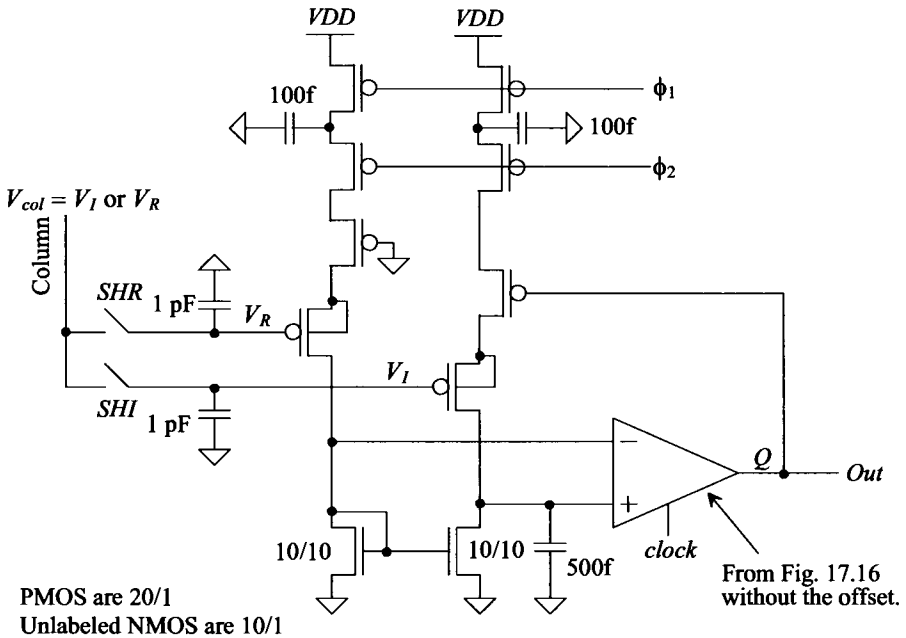 VDD
VDD
ϕ₁
100f
100f
ϕ₂
V_col = V_I or V_R
Column
SHR
1 pF
V_R
V_I
SHI
1 pF
−
Q
Out
+
10/10
10/10
500f
clock
From Fig. 17.16
without the offset.
PMOS are 20/1
Unlabeled NMOS are 10/1